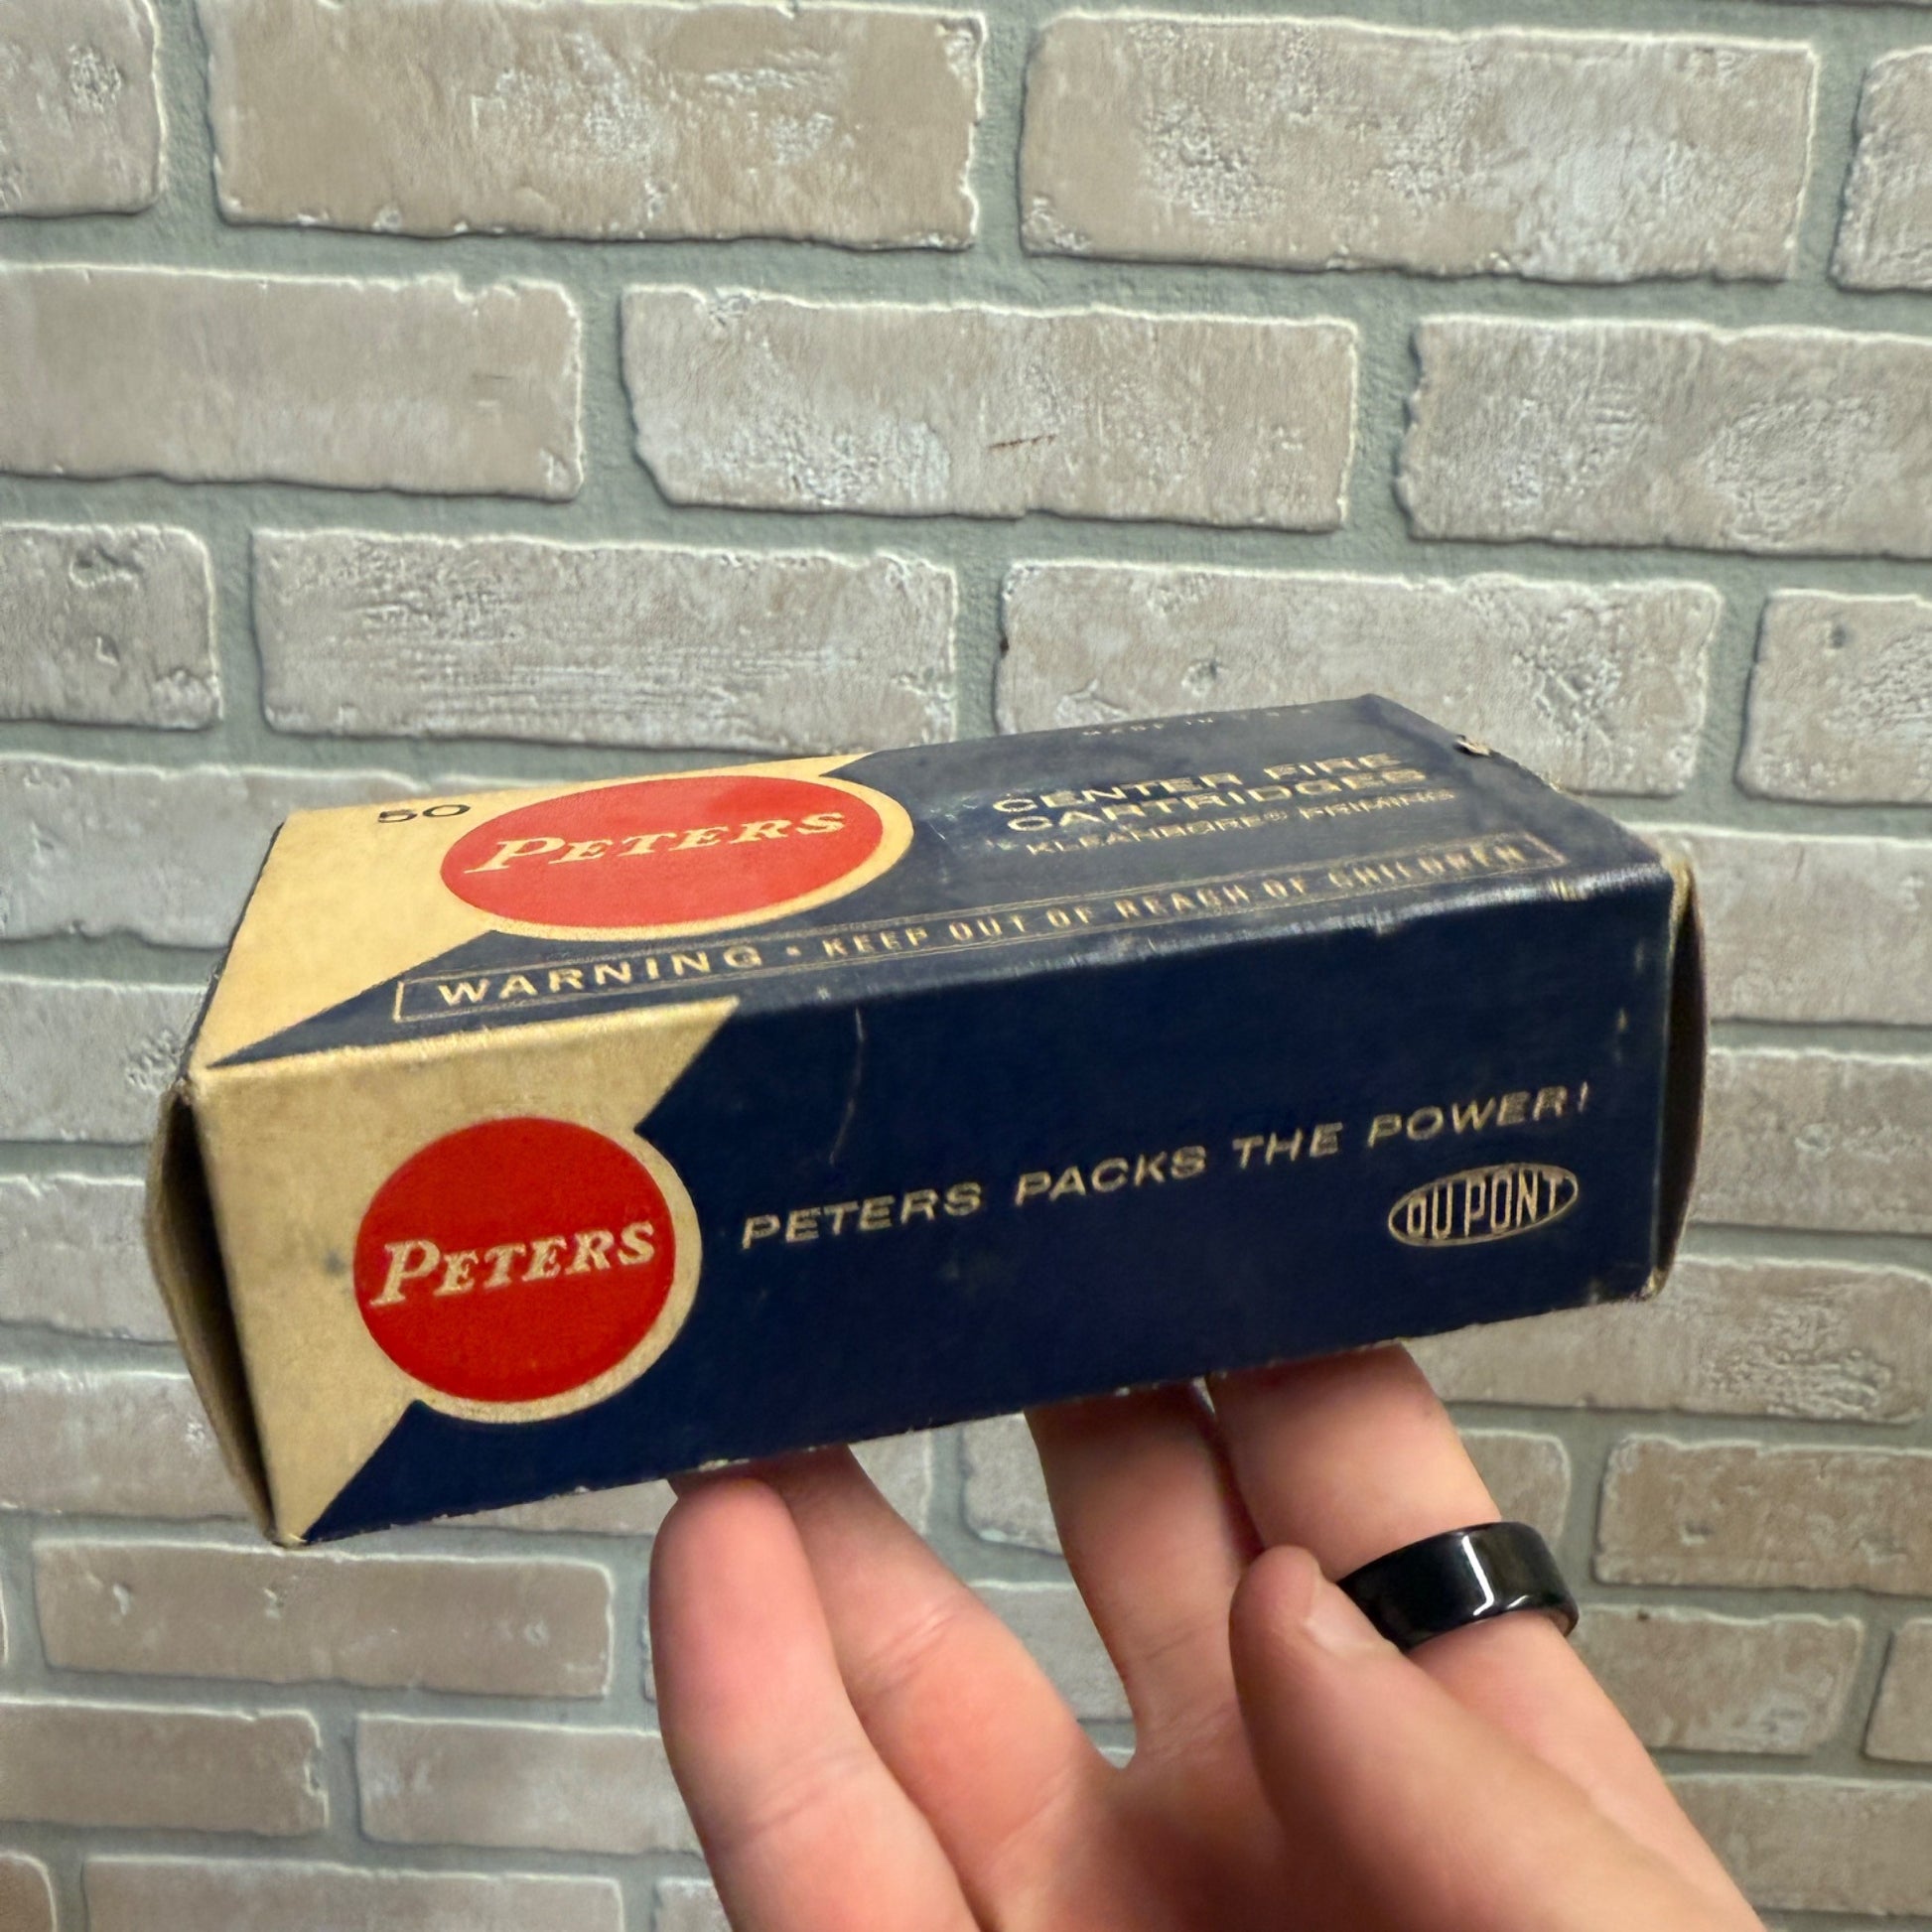 MADE IN U.S.A.
50
PETERS
CENTER FIRE
CARTRIDGES
KLEANBORE® PRIMING
WARNING • KEEP OUT OF REACH OF CHILDREN
PETERS
PETERS PACKS THE POWER!
DU PONT